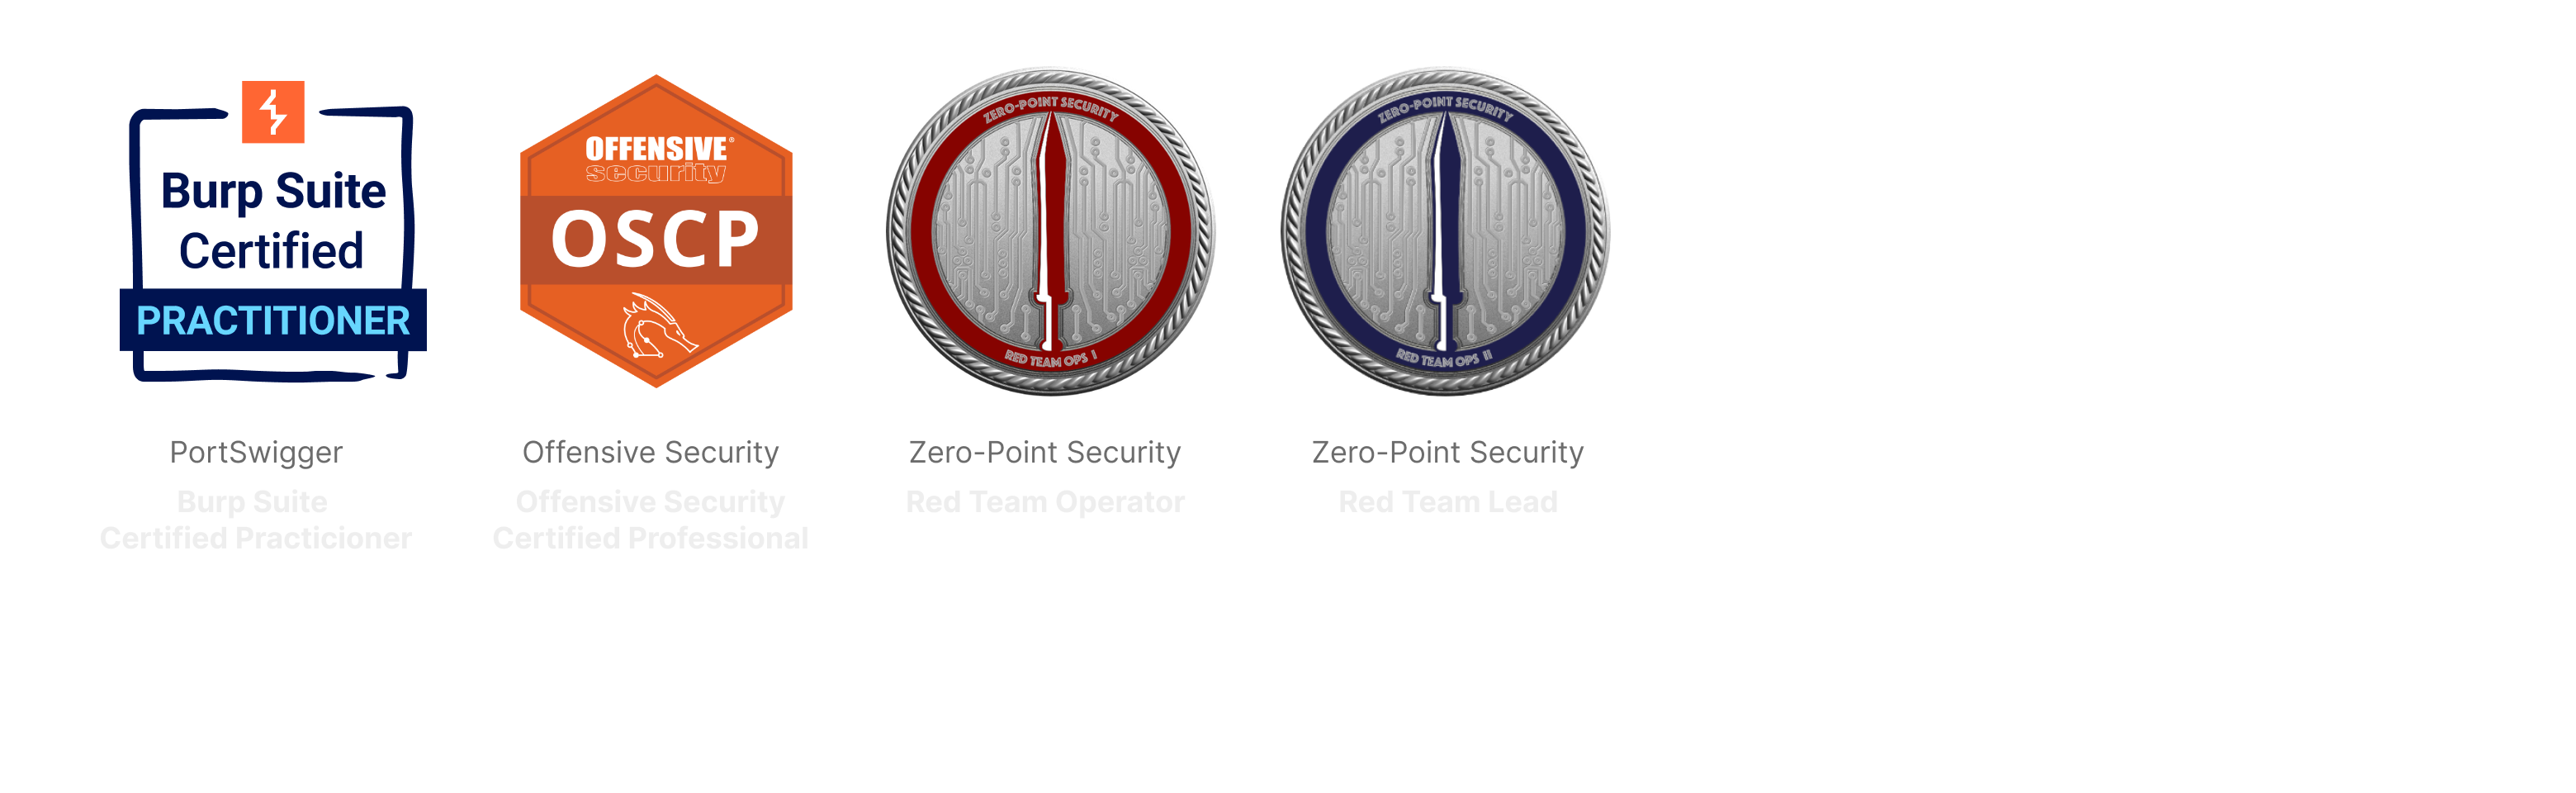 Burp Suite
Certified
PRACTITIONER
PortSwigger
Burp Suite
Certified Practicioner
OFFENSIVE®
security
OSCP
Offensive Security
Offensive Security
Certified Professional
ZERO-POINT SECURITY
RED TEAM OPS I
Zero-Point Security
Red Team Operator
ZERO-POINT SECURITY
RED TEAM OPS II
Zero-Point Security
Red Team Lead